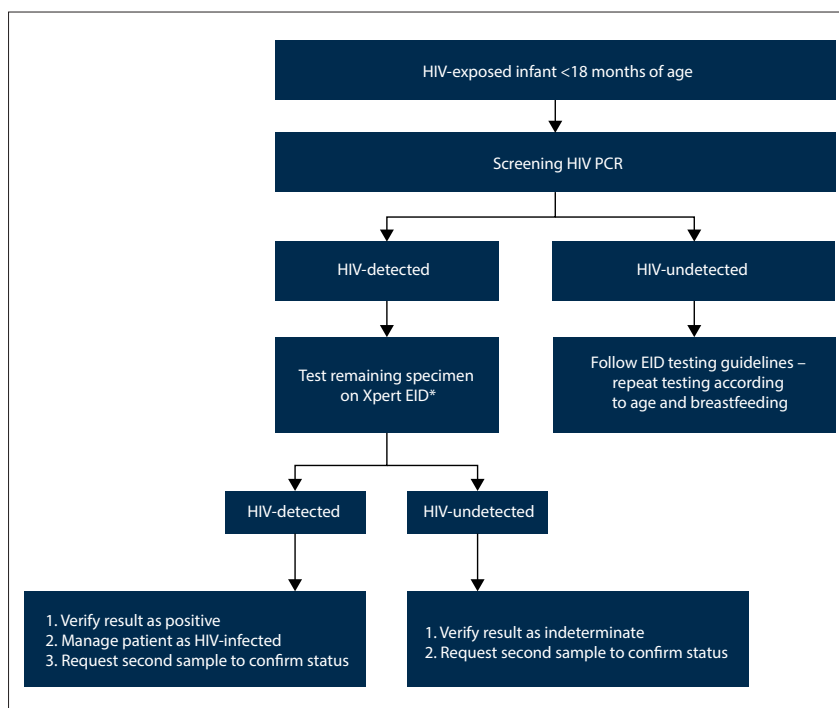 HIV-exposed infant <18 months of age
Screening HIV PCR
HIV-detected
HIV-undetected
Test remaining specimen
on Xpert EID*
Follow EID testing guidelines –
repeat testing according
to age and breastfeeding
HIV-detected
HIV-undetected
1. Verify result as positive
2. Manage patient as HIV-infected
3. Request second sample to confirm status
1. Verify result as indeterminate
2. Request second sample to confirm status